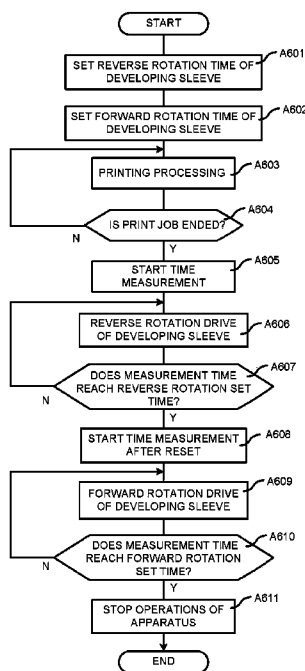 START
A601
SET REVERSE ROTATION TIME OF
DEVELOPING SLEEVE
A602
SET FORWARD ROTATION TIME OF
DEVELOPING SLEEVE
A603
PRINTING PROCESSING
A604
IS PRINT JOB ENDED?
N
Y
A605
START TIME
MEASUREMENT
A606
REVERSE ROTATION DRIVE
OF DEVELOPING SLEEVE
A607
DOES MEASUREMENT TIME
REACH REVERSE ROTATION SET
TIME?
N
Y
A608
START TIME MEASUREMENT
AFTER RESET
A609
FORWARD ROTATION DRIVE
OF DEVELOPING SLEEVE
A610
DOES MEASUREMENT TIME
REACH FORWARD ROTATION
SET TIME?
N
Y
A611
STOP OPERATIONS OF
APPARATUS
END